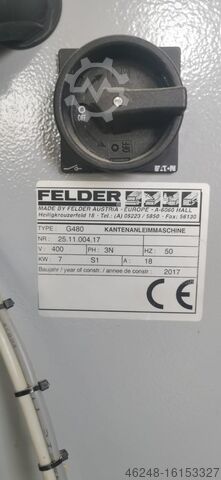 OFF
EATON
FELDER
MADE BY FELDER AUSTRIA - EUROPE - A-6060 HALL
Heiligkreuzerfeld 18 - Tel.: (A) 05223 / 5850 - Fax: 56130
TYPE : G480 KANTENANLEIMMASCHINE
NR : 25.11.004.17
V : 400 PH : 3N HZ : 50
KW : 7 S1 A : 18
Baujahr / year of constr. / annee de constr. : 2017
CE
46248-16153327